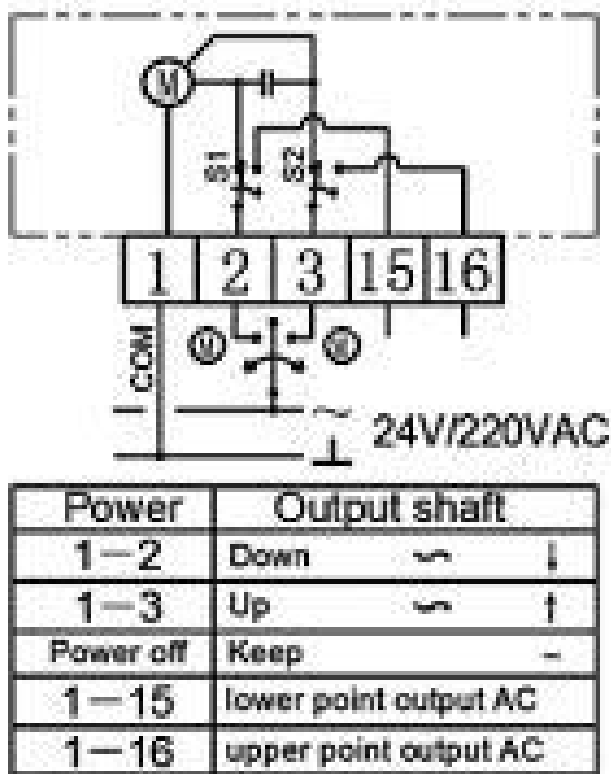 M
S1 S2
1 2 3 15 16
COM
M
24V/220VAC
Power Output shaft
1-2 Down ↓
1-3 Up ↑
Power off Keep -
1-15 lower point output AC
1-16 upper point output AC